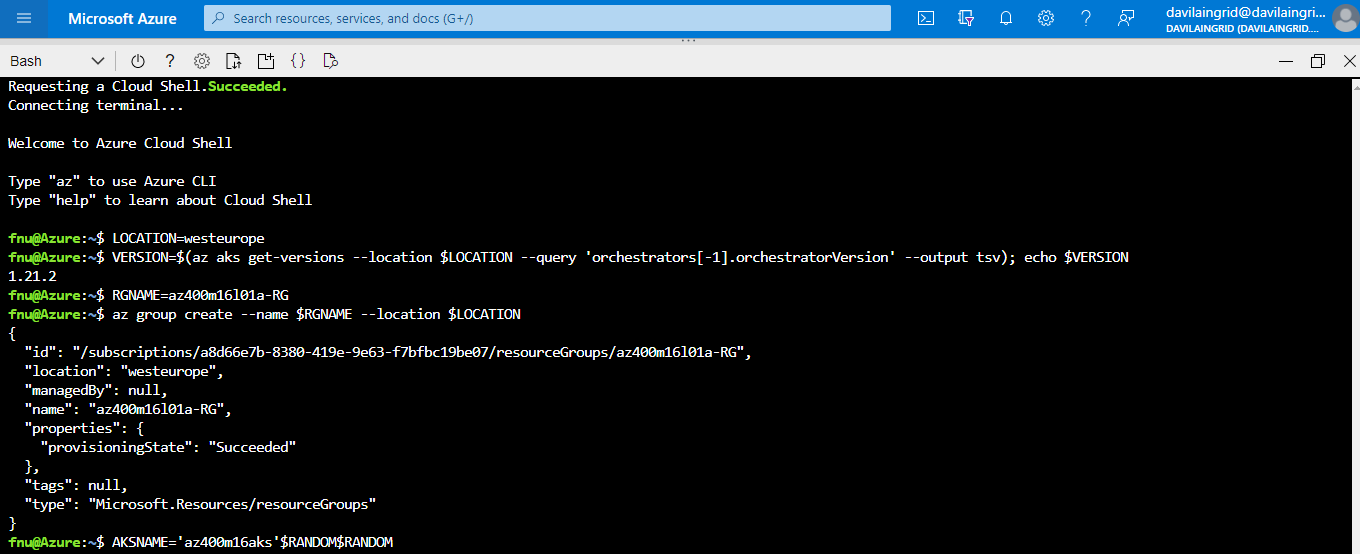 Microsoft Azure
Search resources, services, and docs (G+/)
davilaingrid@davilaingri...
DAVILAINGRID (DAVILAINGRID....
Bash
Requesting a Cloud Shell.Succeeded.
Connecting terminal...
Welcome to Azure Cloud Shell
Type "az" to use Azure CLI
Type "help" to learn about Cloud Shell
fnu@Azure:~$ LOCATION=westeurope
fnu@Azure:~$ VERSION=$(az aks get-versions --location $LOCATION --query 'orchestrators[-1].orchestratorVersion' --output tsv); echo $VERSION
1.21.2
fnu@Azure:~$ RGNAME=az400m16l01a-RG
fnu@Azure:~$ az group create --name $RGNAME --location $LOCATION
{
  "id": "/subscriptions/a8d66e7b-8380-419e-9e63-f7bfbc19be07/resourceGroups/az400m16l01a-RG",
  "location": "westeurope",
  "managedBy": null,
  "name": "az400m16l01a-RG",
  "properties": {
    "provisioningState": "Succeeded"
  },
  "tags": null,
  "type": "Microsoft.Resources/resourceGroups"
}
fnu@Azure:~$ AKSNAME='az400m16aks'$RANDOM$RANDOM